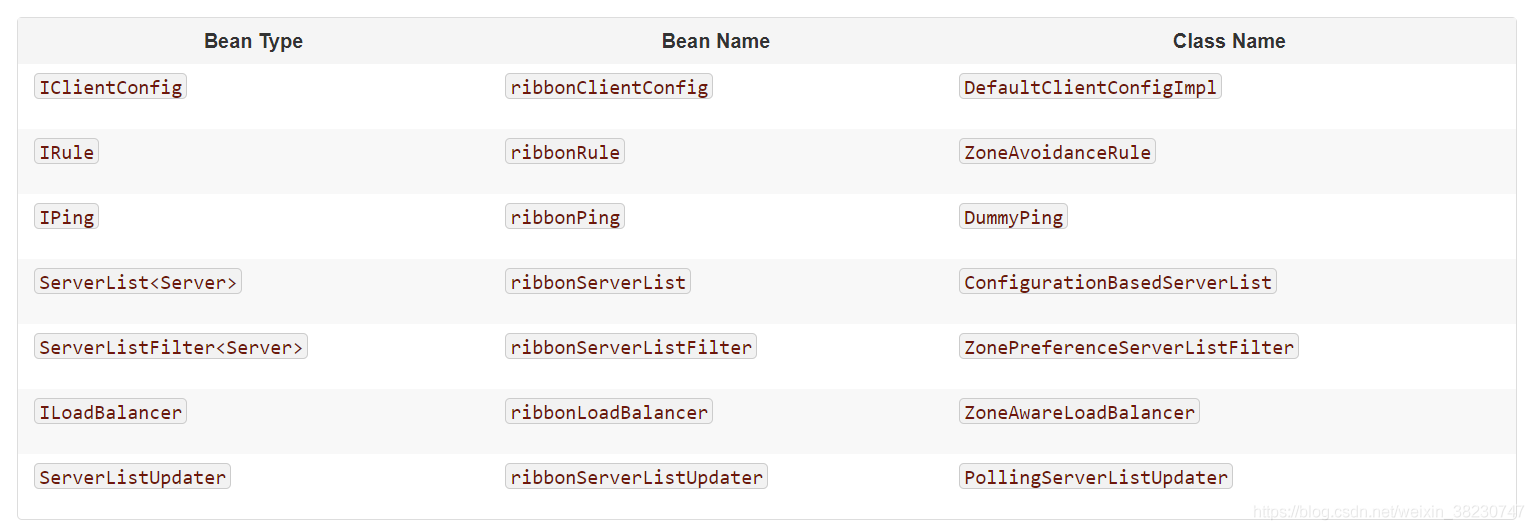 Bean Type Bean Name Class Name
IClientConfig ribbonClientConfig DefaultClientConfigImpl
IRule ribbonRule ZoneAvoidanceRule
IPing ribbonPing DummyPing
ServerList<Server> ribbonServerList ConfigurationBasedServerList
ServerListFilter<Server> ribbonServerListFilter ZonePreferenceServerListFilter
ILoadBalancer ribbonLoadBalancer ZoneAwareLoadBalancer
ServerListUpdater ribbonServerListUpdater PollingServerListUpdater
https://blog.csdn.net/weixin_38230747